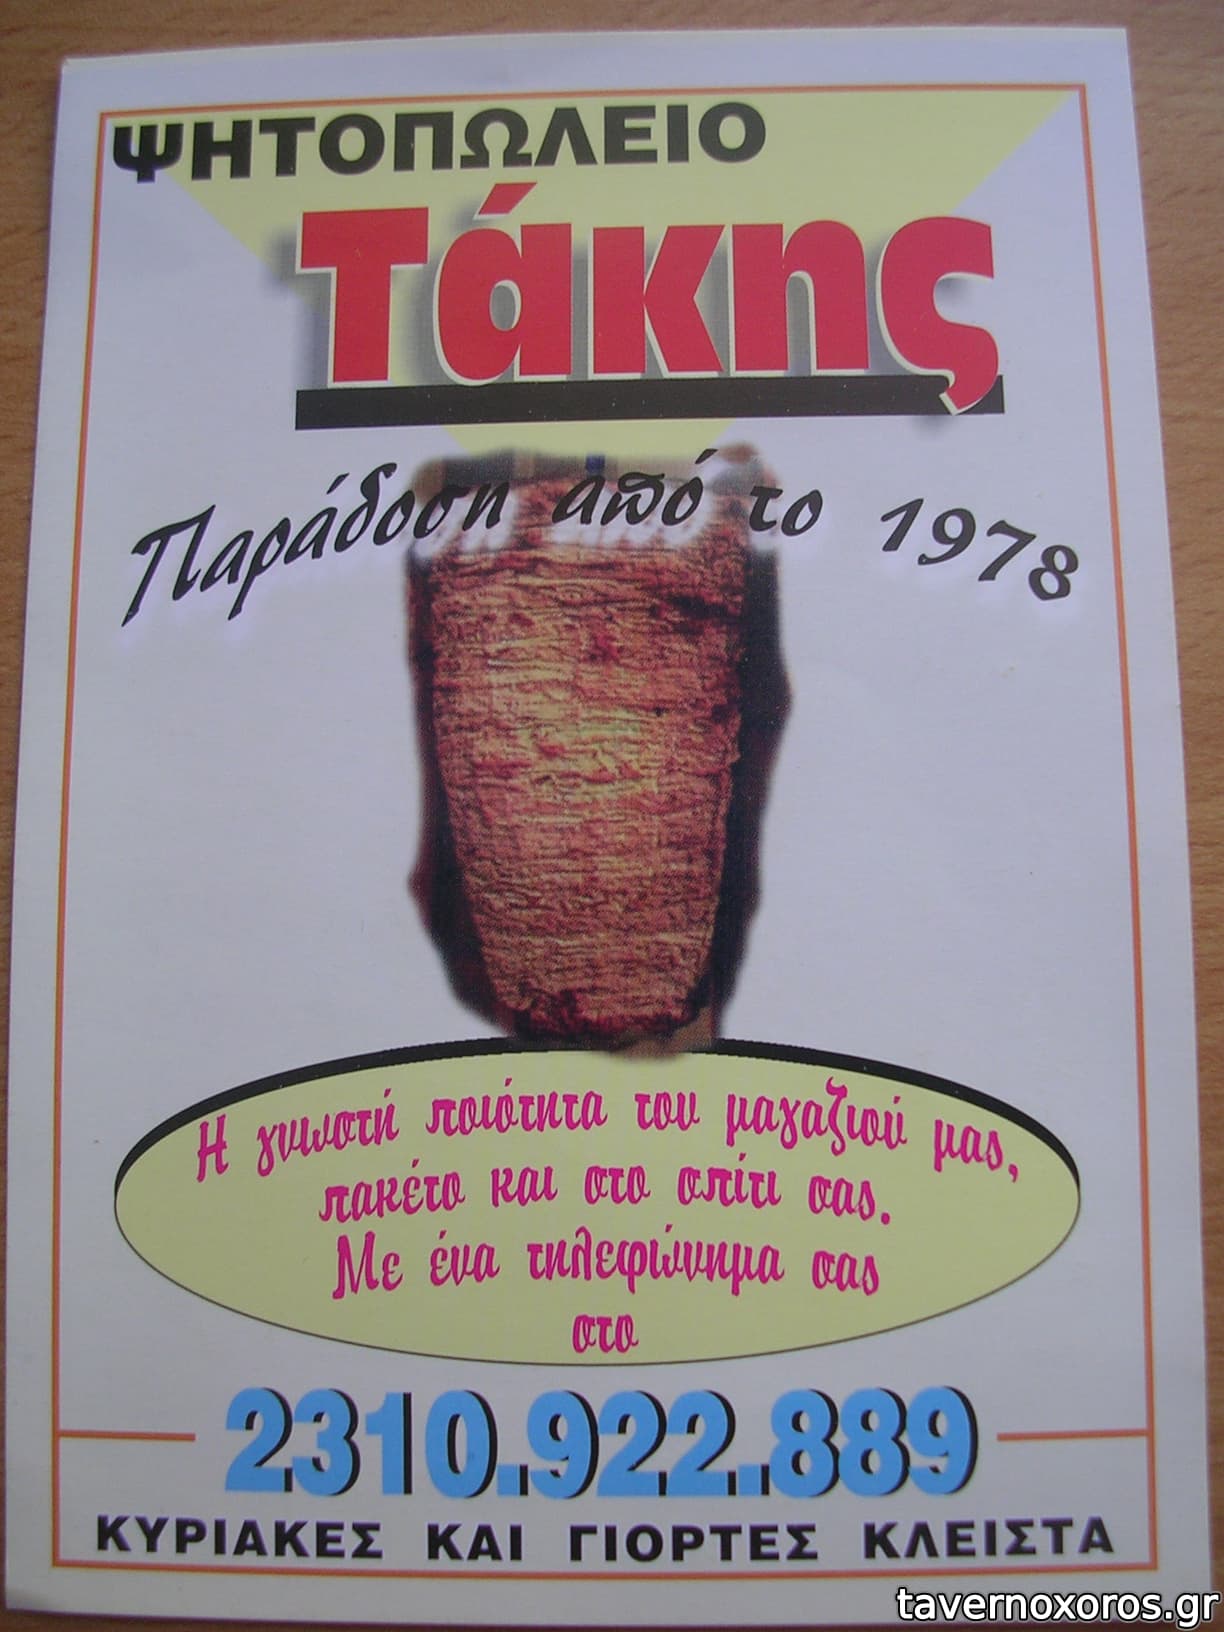 ΨΗΤΟΠΩΛΕΙΟ
Τάκης
Παράδοση από το 1978
Η γνωστή ποιότητα του μαγαζιού μας,
πακέτο και στο σπίτι σας.
Με ένα τηλεφώνημα σας
στο
2310.922.889
ΚΥΡΙΑΚΕΣ ΚΑΙ ΓΙΟΡΤΕΣ ΚΛΕΙΣΤΑ
tavernoxoros.gr